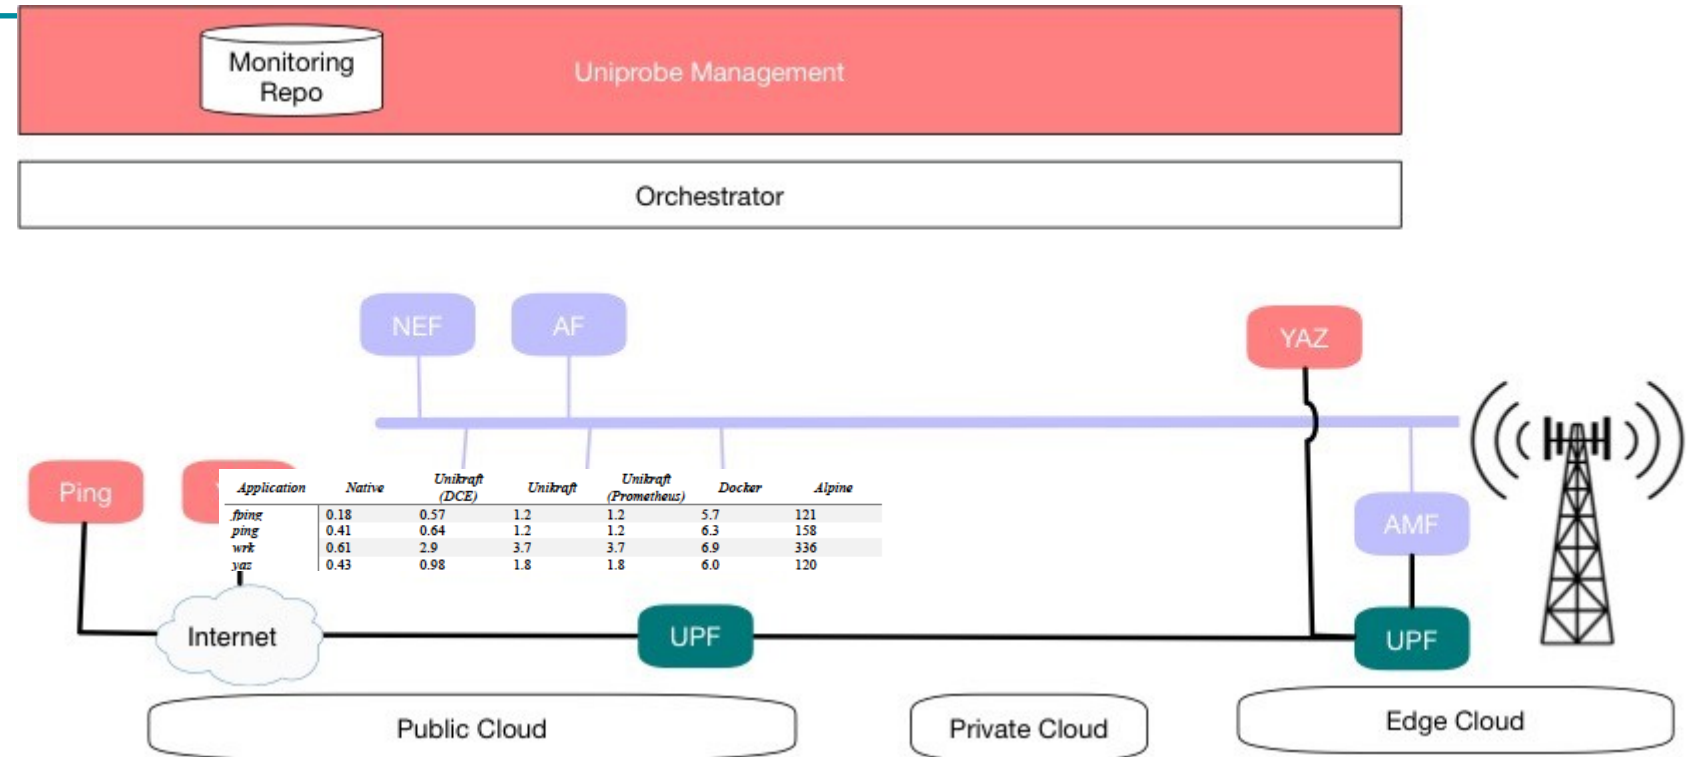 Monitoring
Repo
Uniprobe Management
Orchestrator
NEF
AF
YAZ
Ping
Application Native Unikraft (DCE) Unikraft Unikraft (Prometheus) Docker Alpine
fping 0.18 0.57 1.2 1.2 5.7 121
ping 0.41 0.64 1.2 1.2 6.3 158
wrk 0.61 2.9 3.7 3.7 6.9 336
yaz 0.43 0.98 1.8 1.8 6.0 120
AMF
Internet
UPF
UPF
Public Cloud
Private Cloud
Edge Cloud